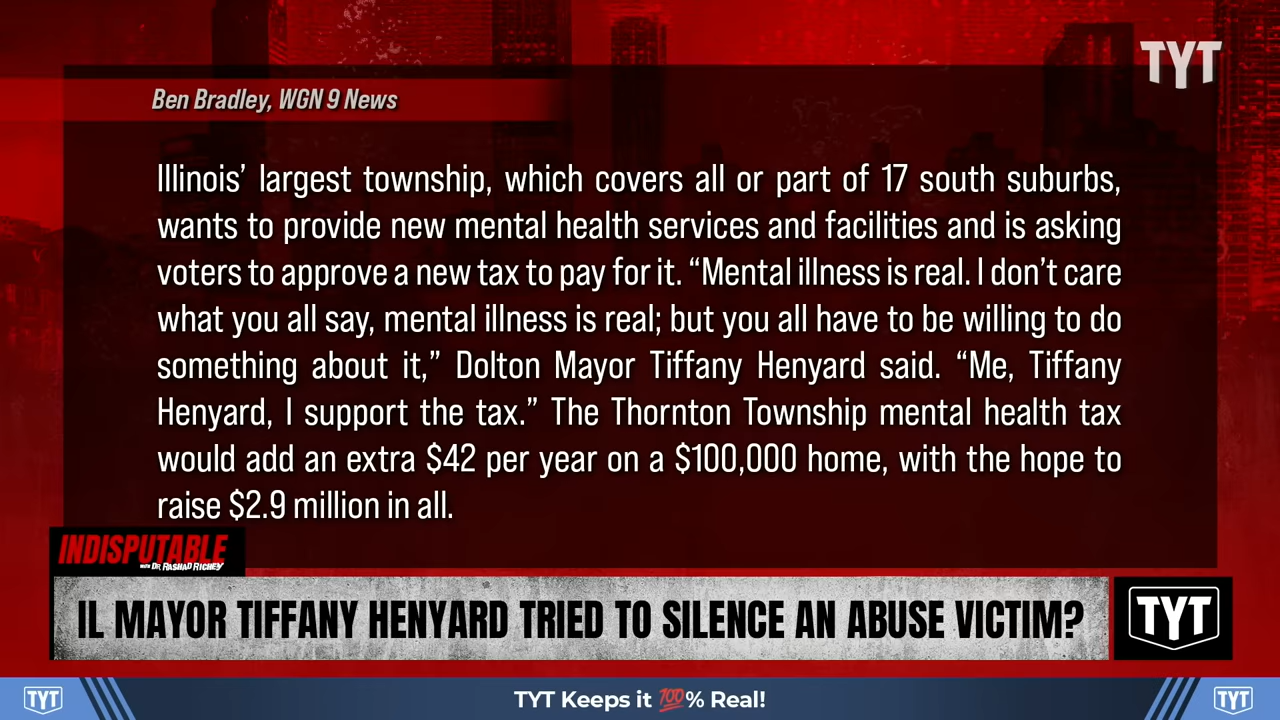 TYT
Ben Bradley, WGN 9 News
Illinois’ largest township, which covers all or part of 17 south suburbs,
wants to provide new mental health services and facilities and is asking
voters to approve a new tax to pay for it. “Mental illness is real. I don’t care
what you all say, mental illness is real; but you all have to be willing to do
something about it,” Dolton Mayor Tiffany Henyard said. “Me, Tiffany
Henyard, I support the tax.” The Thornton Township mental health tax
would add an extra $42 per year on a $100,000 home, with the hope to
raise $2.9 million in all.
INDISPUTABLE
WITH DR. RASHAD RICHEY
IL MAYOR TIFFANY HENYARD TRIED TO SILENCE AN ABUSE VICTIM?
TYT
TYT
TYT Keeps it 💯% Real!
TYT